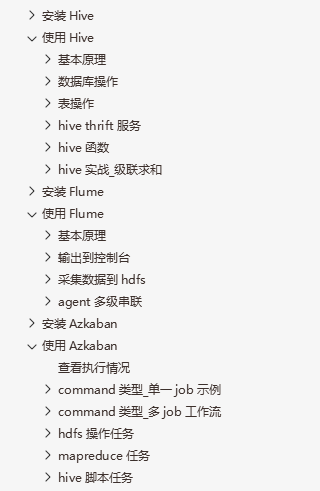 安装 Hive
使用 Hive
基本原理
数据库操作
表操作
hive thrift 服务
hive 函数
hive 实战_级联求和
安装 Flume
使用 Flume
基本原理
输出到控制台
采集数据到 hdfs
agent 多级串联
安装 Azkaban
使用 Azkaban
查看执行情况
command 类型_单一 job 示例
command 类型_多 job 工作流
hdfs 操作任务
mapreduce 任务
hive 脚本任务